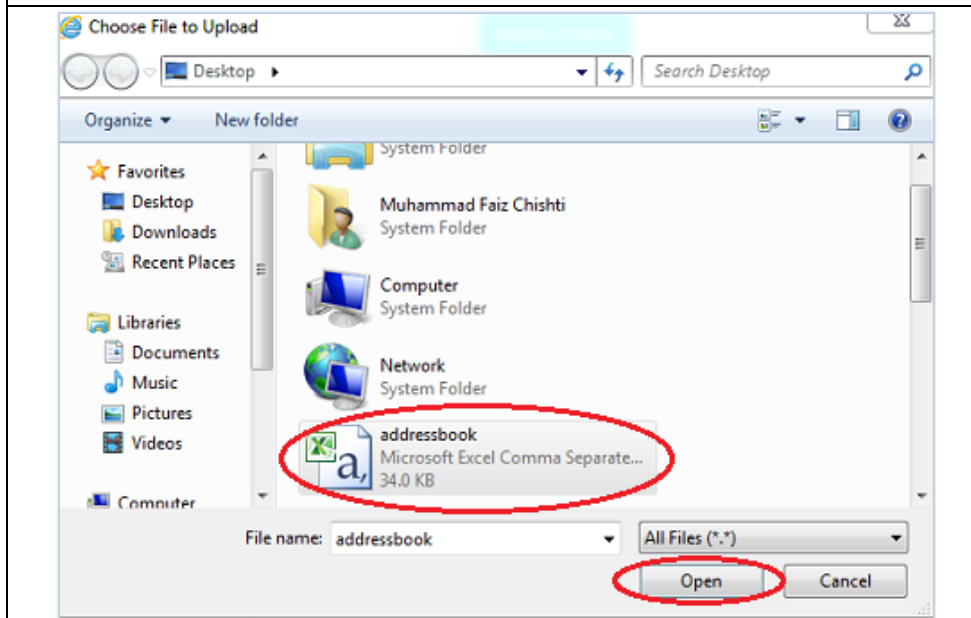 Choose File to Upload
Desktop
Search Desktop
Organize
New folder
Favorites
Desktop
Downloads
Recent Places
Libraries
Documents
Music
Pictures
Videos
Computer
System Folder
Muhammad Faiz Chishti
System Folder
Computer
System Folder
Network
System Folder
addressbook
Microsoft Excel Comma Separate...
34.0 KB
File name:
addressbook
All Files (*.*)
Open
Cancel